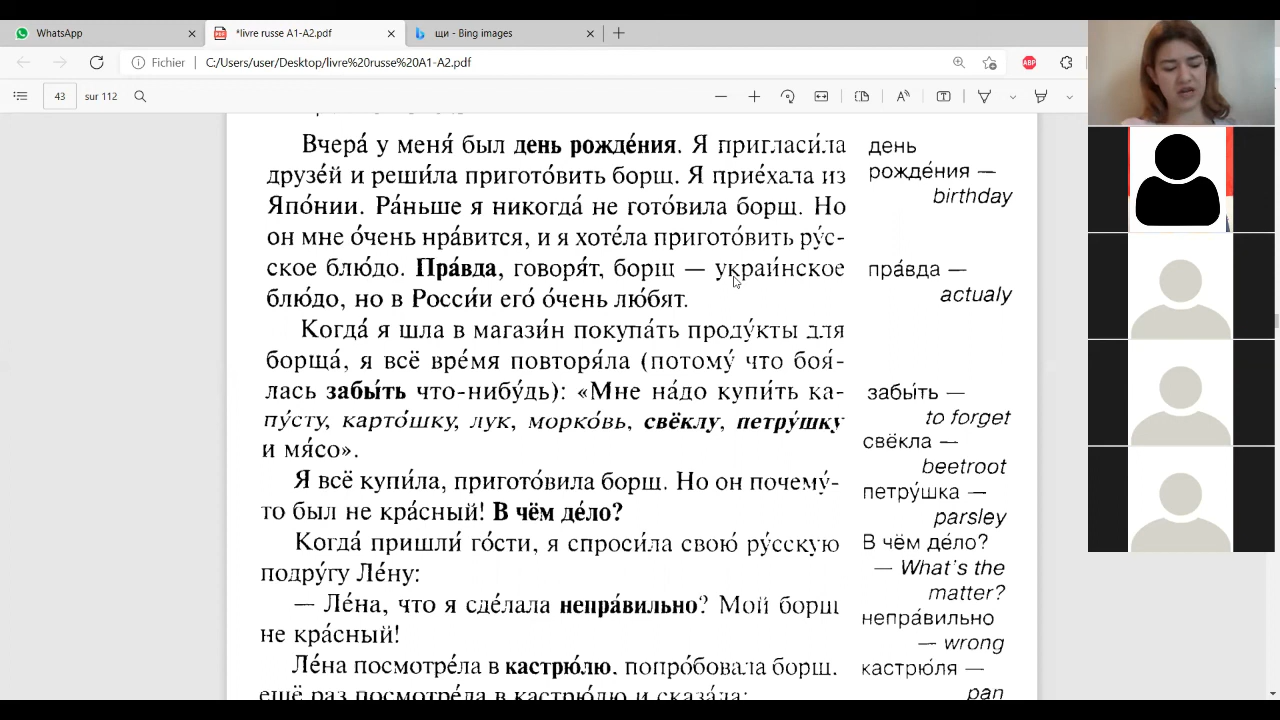 WhatsApp
*livre russe A1-A2.pdf
щи - Bing images
Fichier
C:/Users/user/Desktop/livre%20russe%20A1-A2.pdf
ABP
43 sur 112
Вчера́ у меня́ был день рожде́ния. Я пригласи́ла
друзе́й и реши́ла пригото́вить борщ. Я прие́хала из
Япо́нии. Ра́ньше я никогда́ не гото́вила борщ. Но
он мне о́чень нра́вится, и я хоте́ла пригото́вить ру́с-
ское блю́до. Пра́вда, говоря́т, борщ — украи́нское
блю́до, но в Росси́и его́ о́чень лю́бят.
Когда́ я шла в магази́н покупа́ть проду́кты для
борща́, я всё вре́мя повторя́ла (потому́ что боя́-
лась забы́ть что-нибу́дь): «Мне на́до купи́ть ка-
пу́сту, карто́шку, лук, морко́вь, свёклу, петру́шку
и мя́со».
Я всё купи́ла, пригото́вила борщ. Но он почему́-
то был не кра́сный! В чём де́ло?
Когда́ пришли́ го́сти, я спроси́ла свою́ ру́сскую
подру́гу Ле́ну:
— Ле́на, что я сде́лала непра́вильно? Мой борщ
не кра́сный!
Ле́на посмотре́ла в кастрю́лю, попро́бовала борщ,
ещё раз посмотре́ла в кастрю́лю и сказа́ла:
день
рожде́ния —
birthday
пра́вда —
actualy
забы́ть —
to forget
свёкла —
beetroot
петру́шка —
parsley
В чём де́ло?
— What's the
matter?
непра́вильно
— wrong
кастрю́ля —
pan